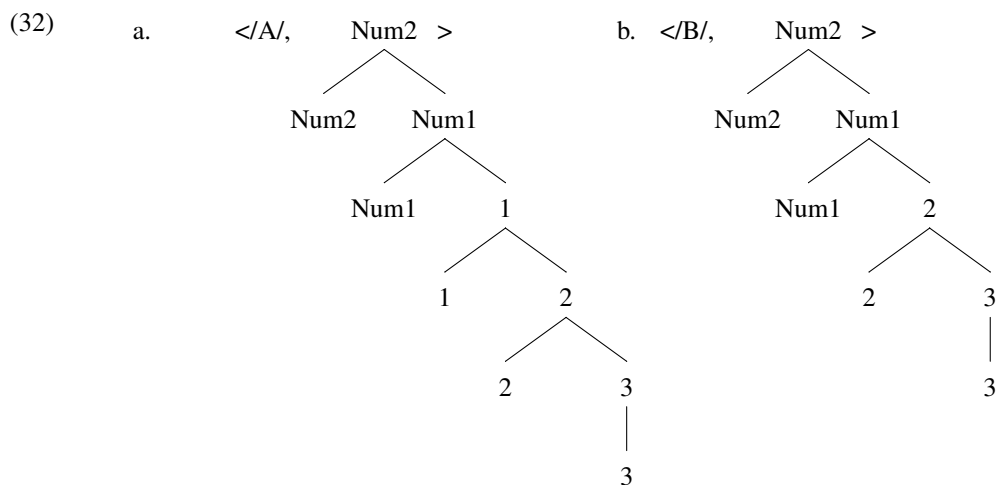 (32) a. </A/, Num2 > b. </B/, Num2 >
Num2 Num1 Num2 Num1
Num1 1 Num1 2
1 2 2 3
2 3 3
3